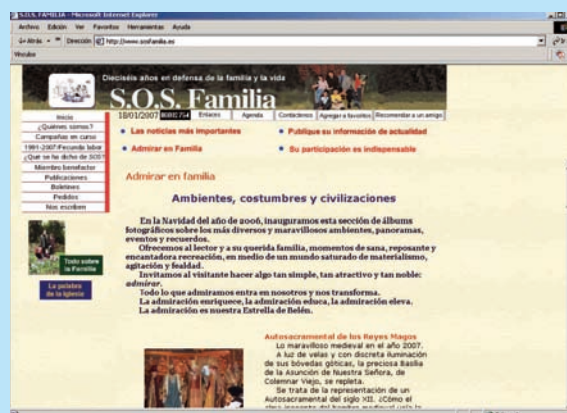 S.O.S. FAMILIA - Microsoft Internet Explorer
Archivo Edición Ver Favoritos Herramientas Ayuda
Atrás Dirección http://www.sosfamilia.es
Vínculos
Dieciséis años en defensa de la familia y la vida
S.O.S. Familia
18/01/2007 Enlaces Agenda Contáctenos Agregar a favoritos Recomendar a un amigo
Inicio
¿Quiénes somos?
Campañas en curso
1991-2007:Fecunda labor
¿Qué se ha dicho de SOS?
Miembro benefactor
Publicaciones
Boletines
Pedidos
Nos escriben
Todo sobre
la Familia
La palabra
de la Iglesia
Las noticias más importantes
Publique su información de actualidad
Admirar en Familia
Su participación es indispensable
Admirar en familia
Ambientes, costumbres y civilizaciones
En la Navidad del año de 2006, inauguramos esta sección de álbums
fotográficos sobre los más diversos y maravillosos ambientes, panoramas,
eventos y recuerdos.
Ofrecemos al lector y a su querida familia, momentos de sana, reposante y
encantadora recreación, en medio de un mundo saturado de materialismo,
agitación y fealdad.
Invitamos al visitante hacer algo tan simple, tan atractivo y tan noble:
admirar.
Todo lo que admiramos entra en nosotros y nos transforma.
La admiración enriquece, la admiración educa, la admiración eleva.
La admiración es nuestra Estrella de Belén.
Autosacramental de los Reyes Magos
Lo maravilloso medieval en el año 2007.
A luz de velas y con discreta iluminación
de sus bóvedas góticas, la preciosa Basilia
de la Asunción de Nuestra Señora, de
Colemnar Viejo, se repleta.
Se trata de la representación de un
Autosacramental del siglo XII. ¿Cómo el